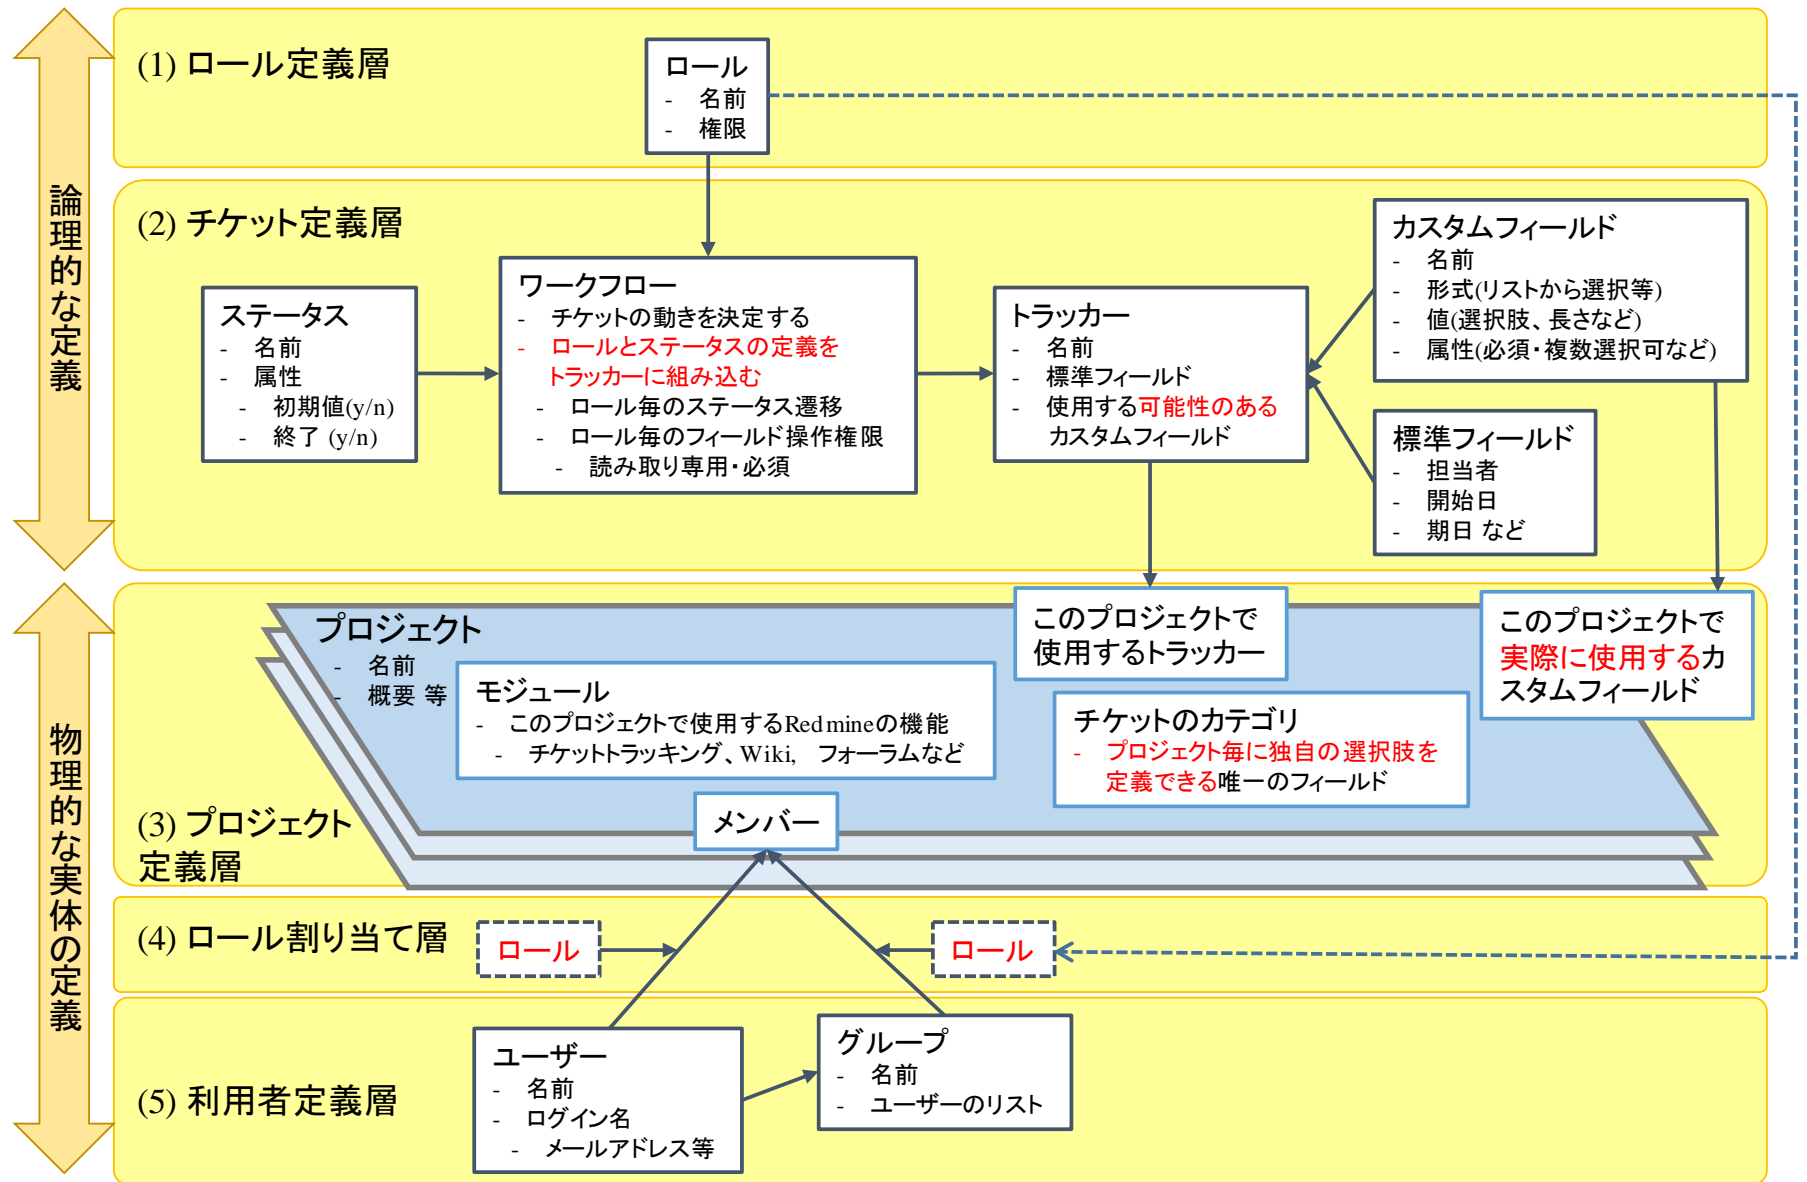 論理的な定義
(1) ロール定義層
ロール
- 名前
- 権限
(2) チケット定義層
ステータス
- 名前
- 属性
- 初期値(y/n)
- 終了 (y/n)
ワークフロー
- チケットの動きを決定する
- ロールとステータスの定義を
トラッカーに組み込む
- ロール毎のステータス遷移
- ロール毎のフィールド操作権限
- 読み取り専用・必須
トラッカー
- 名前
- 標準フィールド
- 使用する可能性のある
カスタムフィールド
カスタムフィールド
- 名前
- 形式(リストから選択等)
- 値(選択肢、長さなど)
- 属性(必須・複数選択可など)
標準フィールド
- 担当者
- 開始日
- 期日 など
物理的な実体の定義
(3) プロジェクト
定義層
プロジェクト
- 名前
- 概要 等
モジュール
- このプロジェクトで使用するRedmineの機能
- チケットトラッキング、Wiki, フォーラムなど
このプロジェクトで
使用するトラッカー
チケットのカテゴリ
- プロジェクト毎に独自の選択肢を
定義できる唯一のフィールド
このプロジェクトで
実際に使用するカ
スタムフィールド
メンバー
(4) ロール割り当て層
ロール
ロール
(5) 利用者定義層
ユーザー
- 名前
- ログイン名
- メールアドレス等
グループ
- 名前
- ユーザーのリスト